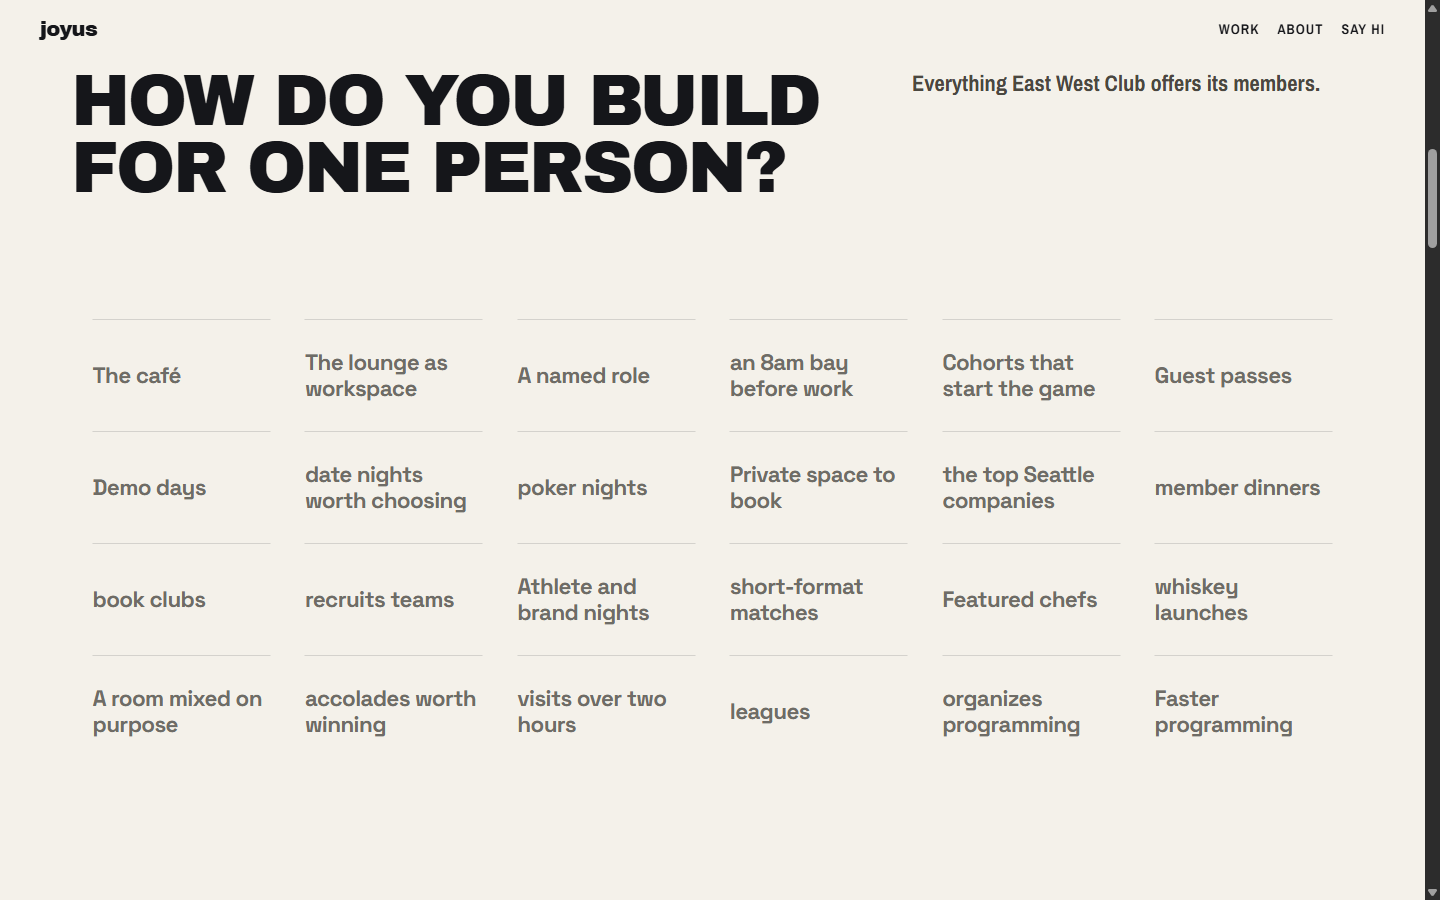 joyus
WORK ABOUT SAY HI
HOW DO YOU BUILD
FOR ONE PERSON?
Everything East West Club offers its members.
The café
The lounge as
workspace
A named role
an 8am bay
before work
Cohorts that
start the game
Guest passes
Demo days
date nights
worth choosing
poker nights
Private space to
book
the top Seattle
companies
member dinners
book clubs
recruits teams
Athlete and
brand nights
short-format
matches
Featured chefs
whiskey
launches
A room mixed on
purpose
accolades worth
winning
visits over two
hours
leagues
organizes
programming
Faster
programming